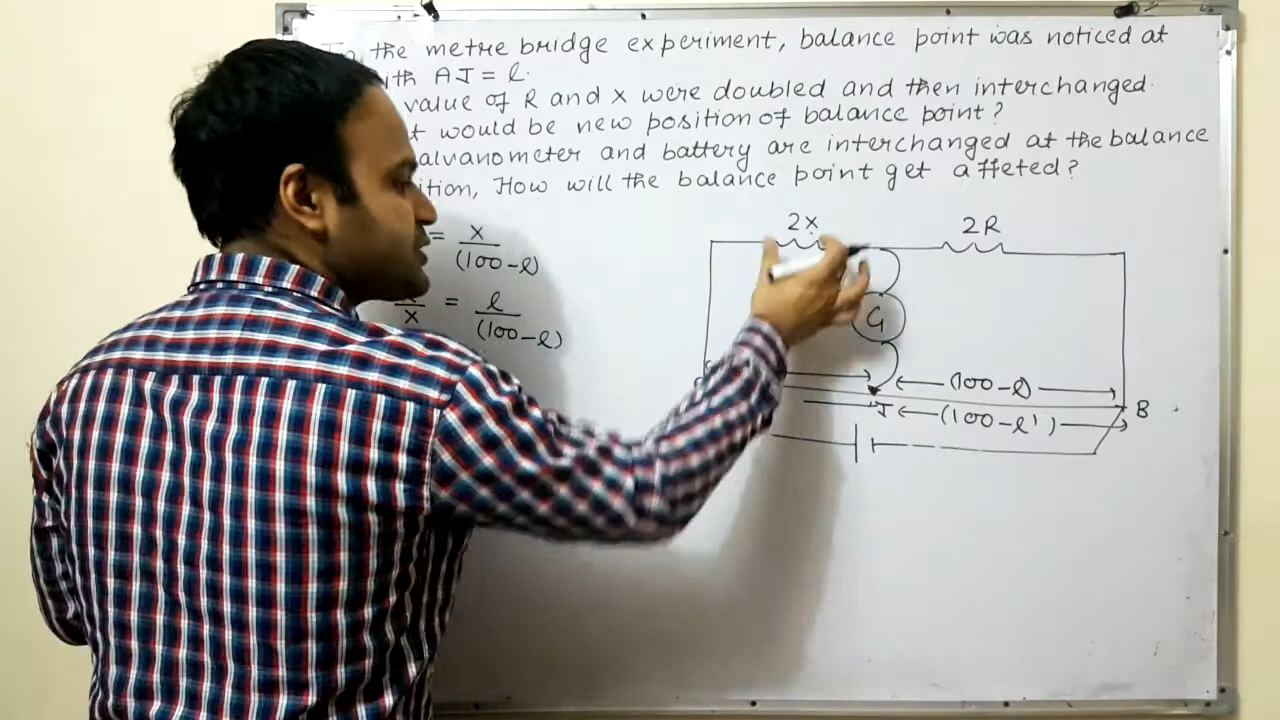 the metre bridge experiment, balance point was noticed at
ith AJ = l.
value of R and X were doubled and then interchanged.
t would be new position of balance point?
alvanometer and battery are interchanged at the balance
ition, How will the balance point get affeted?
= X / (100-l)
X = l / (100-l)
2X 2R
G
(100-l)
J (100-l') B